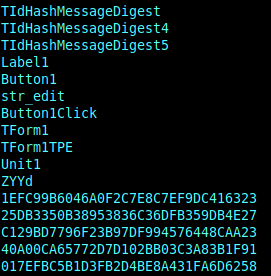 TIdHashMessageDigest
TIdHashMessageDigest4
TIdHashMessageDigest5
Label1
Button1
str_edit
Button1Click
TForm1
TForm1TPE
Unit1
ZYYd
1EFC99B6046A0F2C7E8C7EF9DC416323
25DB3350B38953836C36DFB359DB4E27
C129BD7796F23B97DF994576448CAA23
40A00CA65772D7D102BB03C3A83B1F91
017EFBC5B1D3FB2D4BE8A431FA6D6258